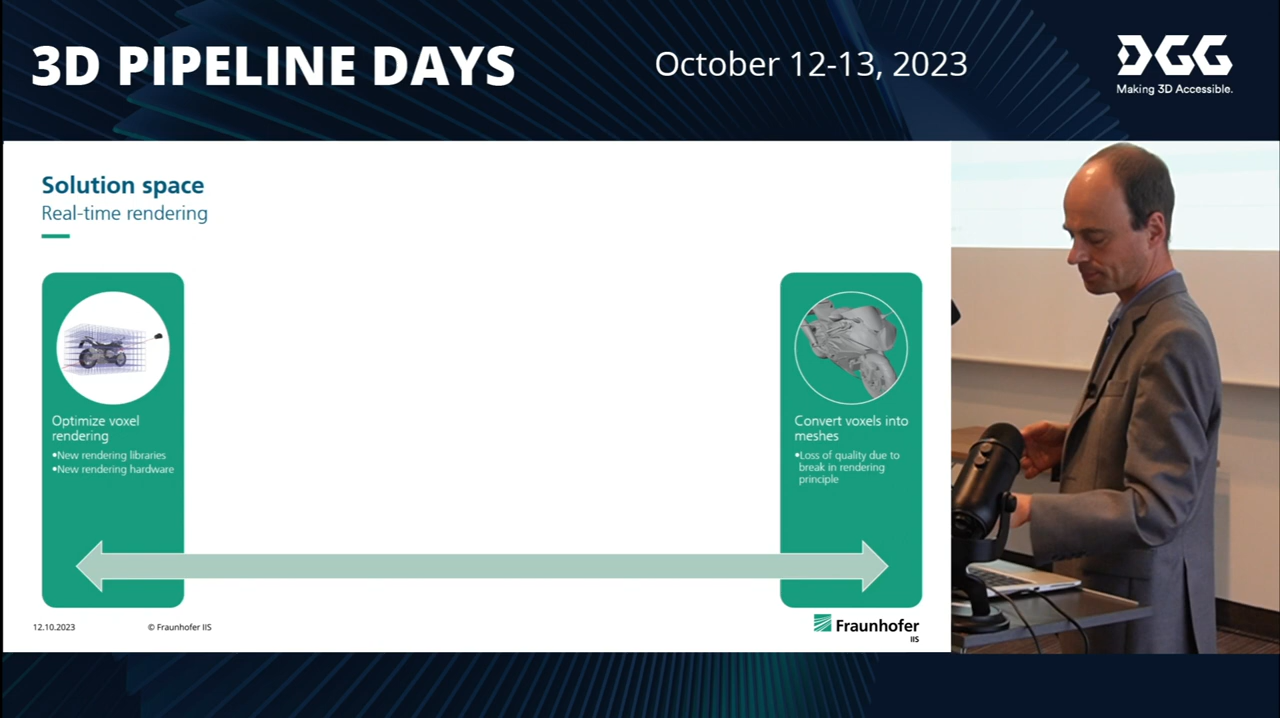 3D PIPELINE DAYS
October 12-13, 2023
DGG
Making 3D Accessible.
Solution space
Real-time rendering
Optimize voxel
rendering
•New rendering libraries
•New rendering hardware
Convert voxels into
meshes
•Loss of quality due to
break in rendering
principle
12.10.2023
© Fraunhofer IIS
Fraunhofer
IIS